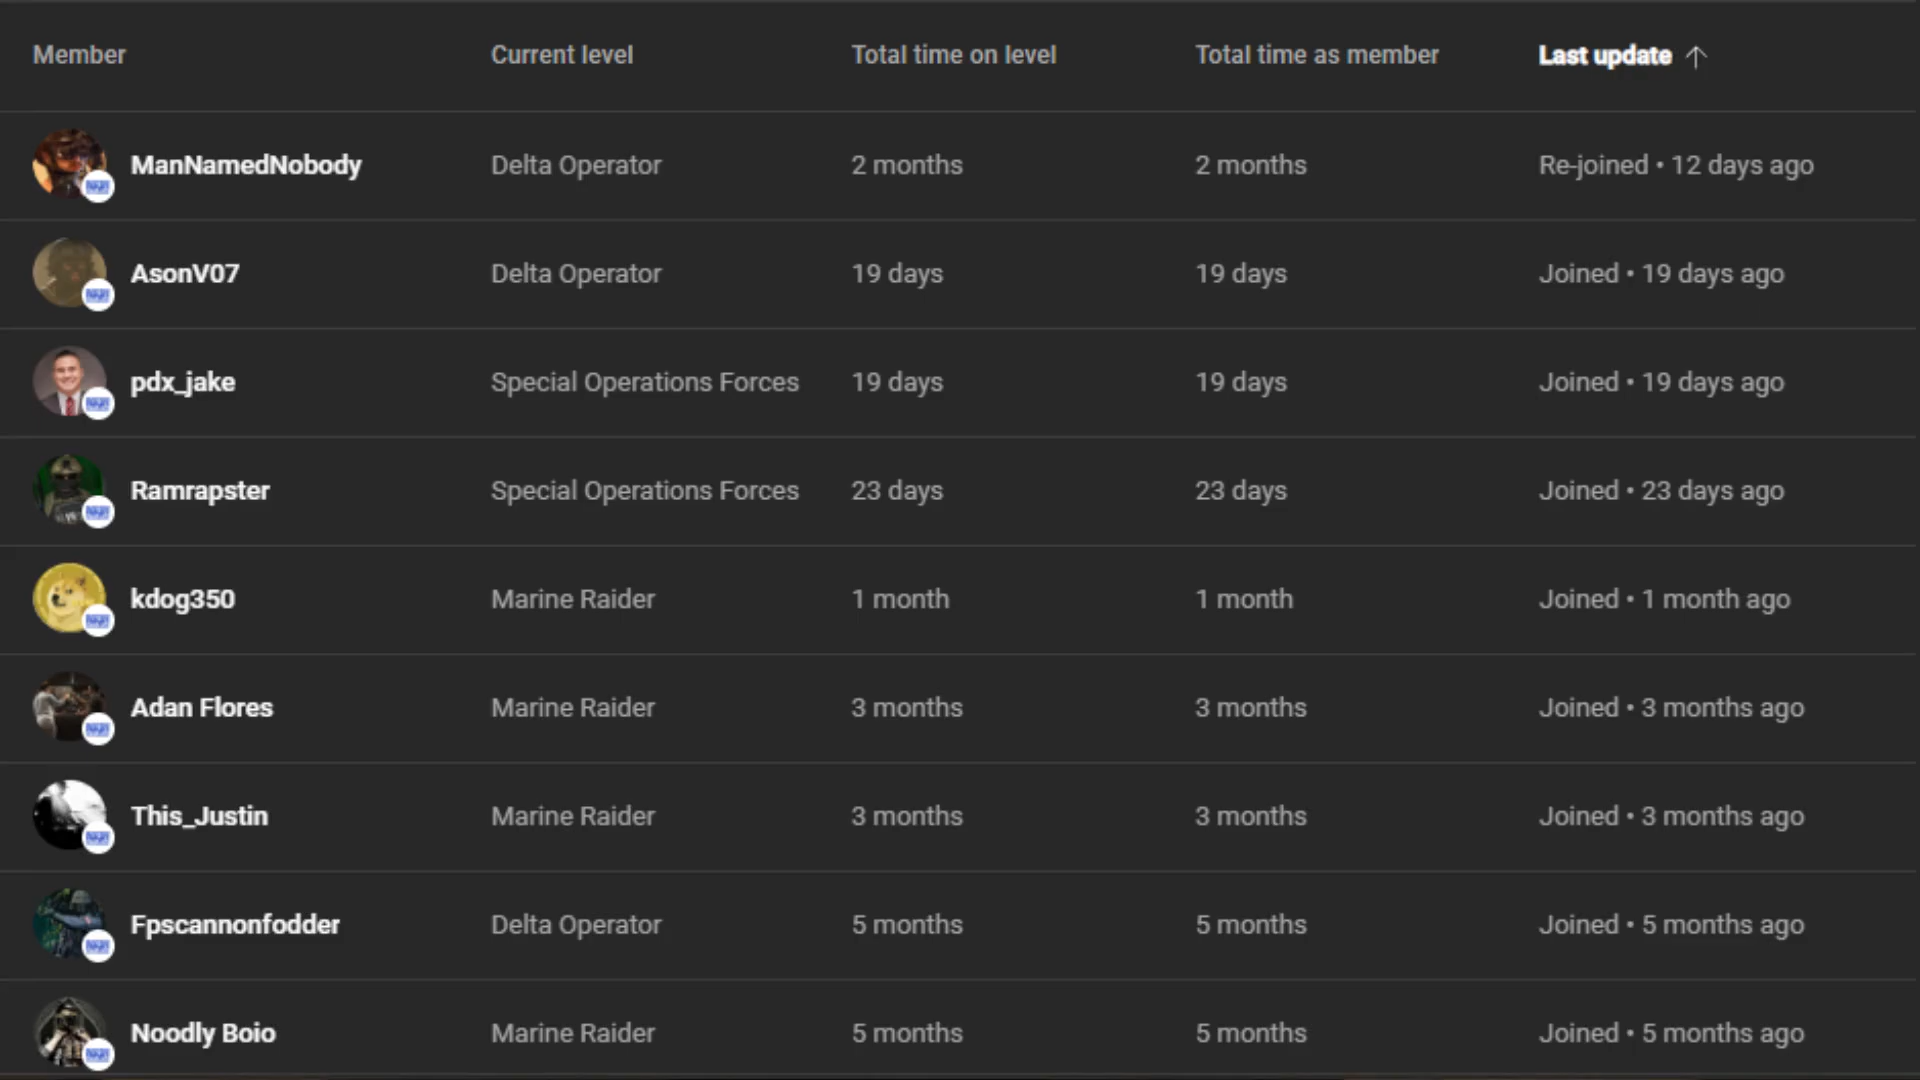 Member Current level Total time on level Total time as member Last update ↑
ManNamedNobody Delta Operator 2 months 2 months Re-joined • 12 days ago
AsonV07 Delta Operator 19 days 19 days Joined • 19 days ago
pdx_jake Special Operations Forces 19 days 19 days Joined • 19 days ago
Ramrapster Special Operations Forces 23 days 23 days Joined • 23 days ago
kdog350 Marine Raider 1 month 1 month Joined • 1 month ago
Adan Flores Marine Raider 3 months 3 months Joined • 3 months ago
This_Justin Marine Raider 3 months 3 months Joined • 3 months ago
Fpscannonfodder Delta Operator 5 months 5 months Joined • 5 months ago
Noodly Boio Marine Raider 5 months 5 months Joined • 5 months ago